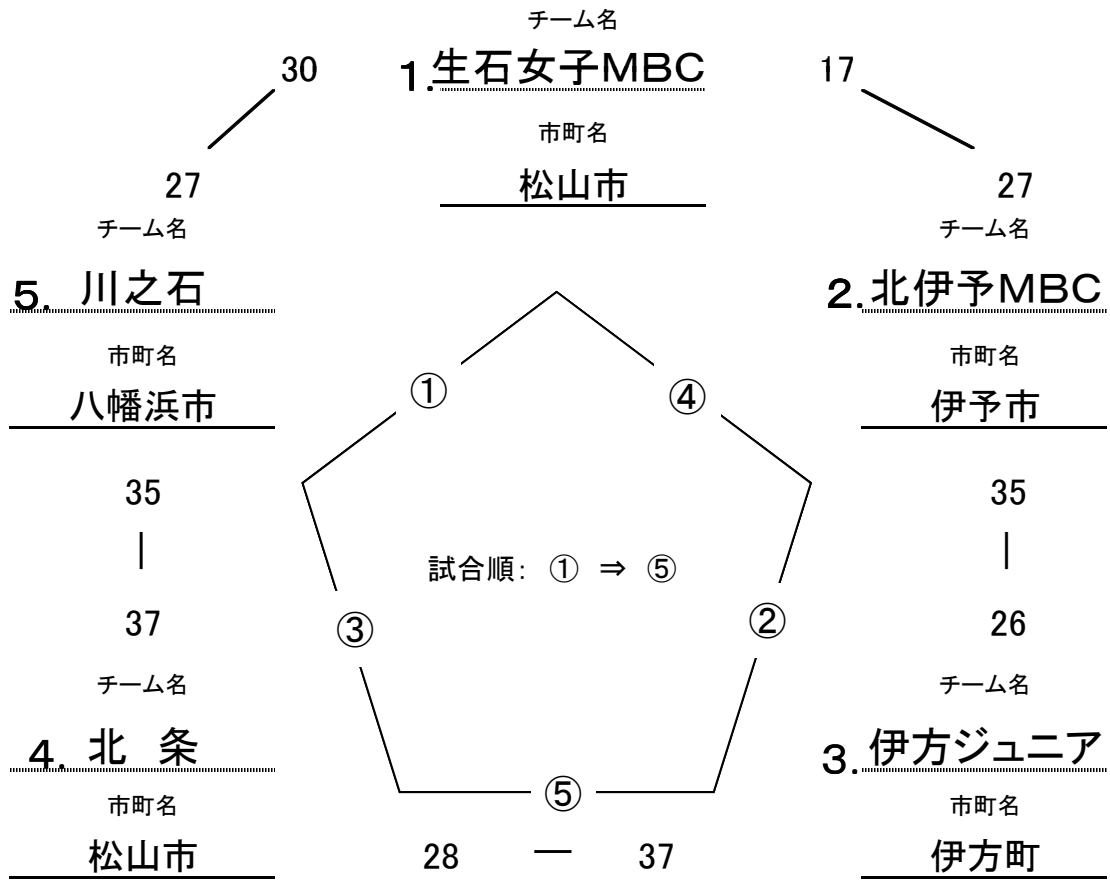 チーム名
30 1.生石女子MBC 17
市町名
松山市
27 27
チーム名 チーム名
5. 川之石 2.北伊予MBC
市町名 市町名
八幡浜市 伊予市
① ④
35 35
| |
試合順: ① ⇒ ⑤
37 26
③ ②
チーム名 チーム名
4. 北 条 3.伊方ジュニア
⑤
市町名 市町名
松山市 伊方町
28 ― 37